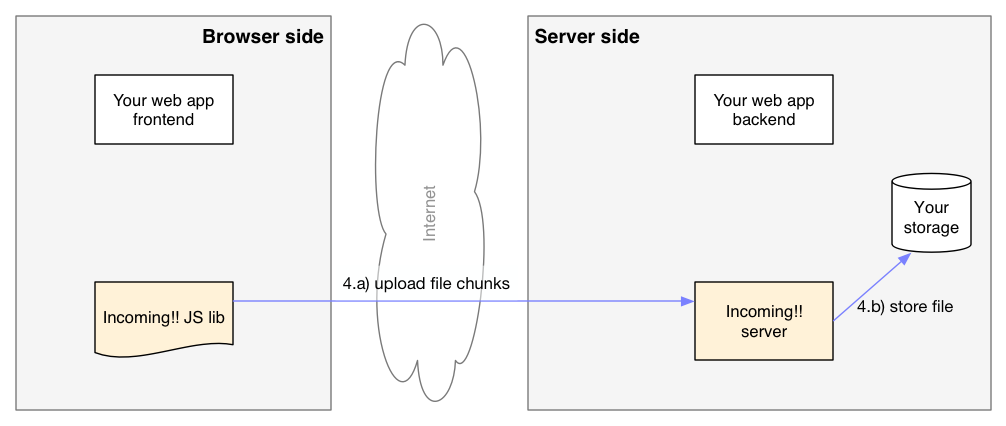 Browser side
Server side
Your web app
frontend
Your web app
backend
Internet
Your
storage
4.a) upload file chunks
Incoming!! JS lib
Incoming!!
server
4.b) store file